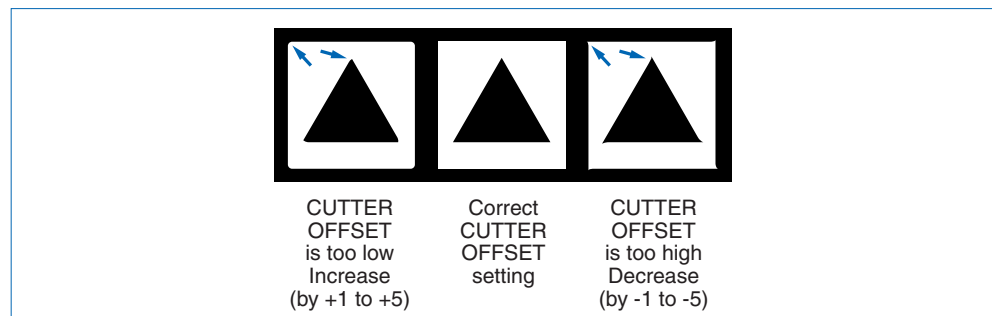 CUTTER
OFFSET
is too low
Increase
(by +1 to +5)
Correct
CUTTER
OFFSET
setting
CUTTER
OFFSET
is too high
Decrease
(by -1 to -5)